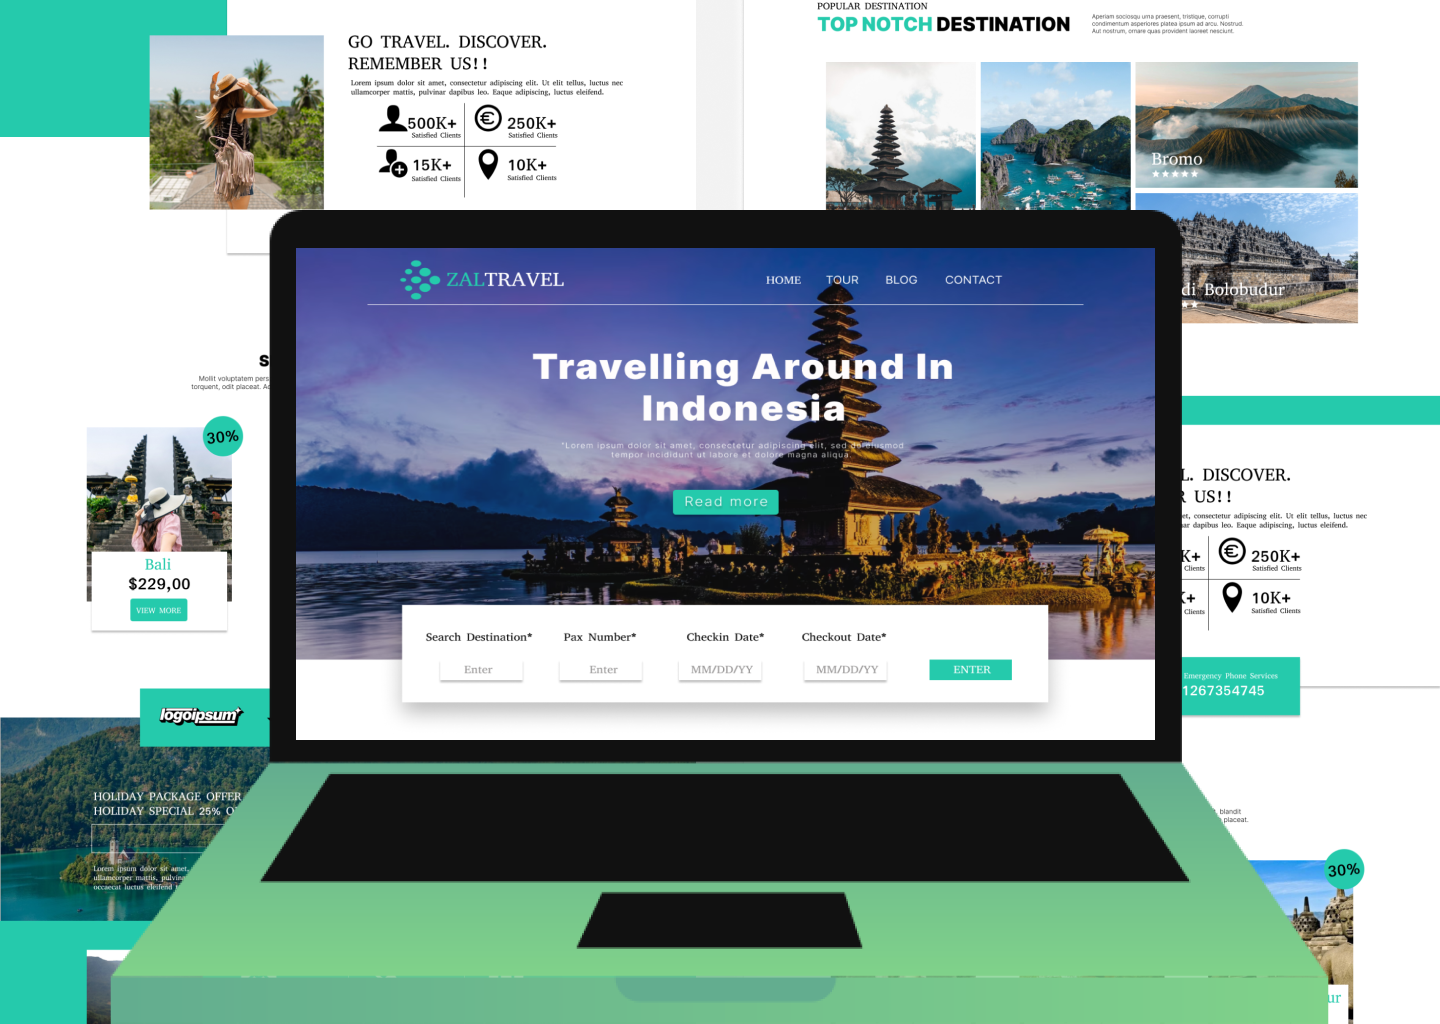 POPULAR DESTINATION
TOP NOTCH DESTINATION
Aperiam sociosqu urna praesent, tristique, corrupti
condimentum asperiores platea ipsum ad arcu. Nostrud.
Aut nostrum, ornare quas provident laoreet nesciunt.
GO TRAVEL. DISCOVER.
REMEMBER US!!
Lorem ipsum dolor sit amet, consectetur adipiscing elit. Ut elit tellus, luctus nec
ullamcorper mattis, pulvinar dapibus leo. Eaque adipiscing, luctus eleifend.
500K+
Satisfied Clients
250K+
Satisfied Clients
15K+
Satisfied Clients
10K+
Satisfied Clients
Bromo
di Bolobudur
ZALTRAVEL
HOME TOUR BLOG CONTACT
Travelling Around In
Indonesia
"Lorem ipsum dolor sit amet, consectetur adipiscing elit, sed do eiusmod
tempor incididunt ut labore et dolore magna aliqua.
Read more
Search Destination* Pax Number* Checkin Date* Checkout Date*
Enter Enter MM/DD/YY MM/DD/YY ENTER
S
Mollit voluptatem pers
torquent, odit placeat. Ac
30%
Bali
$229,00
VIEW MORE
logoipsum
HOLIDAY PACKAGE OFFER
HOLIDAY SPECIAL 25% O
Lorem ipsum dolor sit amet,
ullamcorper mattis, pulvina
occaecat luctus eleifend t
L. DISCOVER.
R US!!
et, consectetur adipiscing elit. Ut elit tellus, luctus nec
ar dapibus leo. Eaque adipiscing, luctus eleifend.
K+
Clients
250K+
Satisfied Clients
K+
Clients
10K+
Satisfied Clients
Emergency Phone Services
1267354745
blandit
placeat.
30%
ur